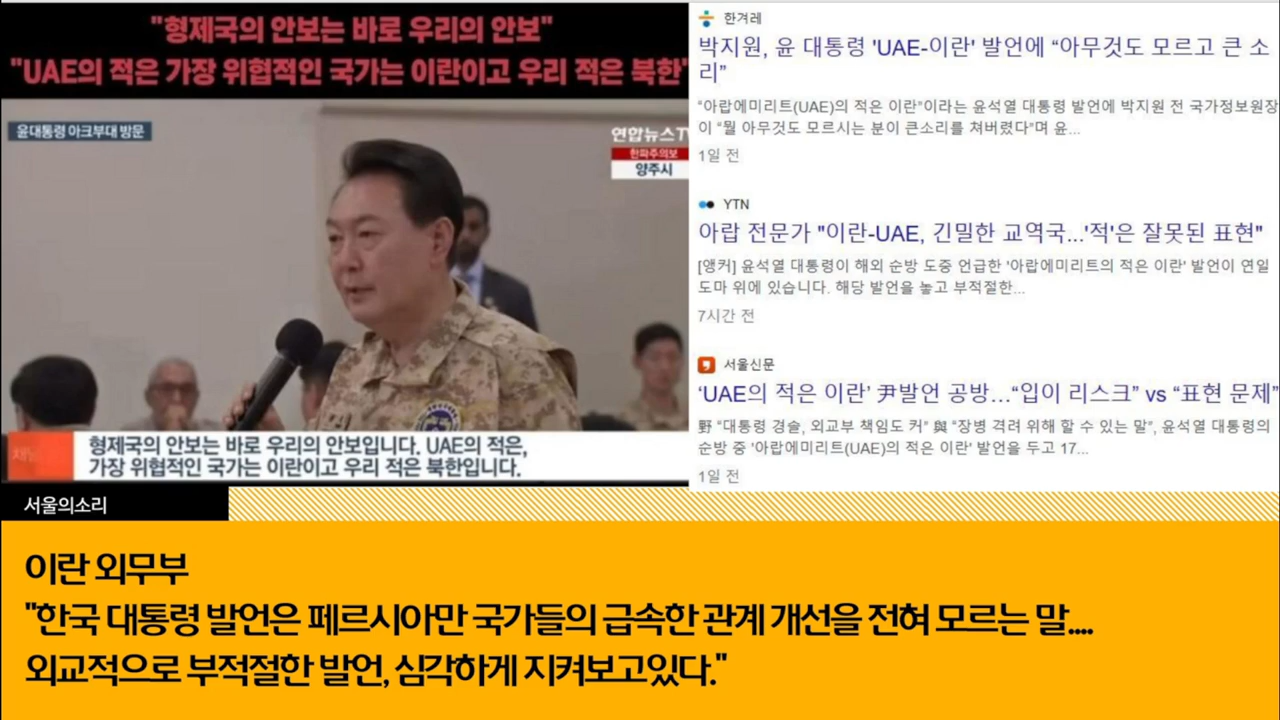 "형제국의 안보는 바로 우리의 안보"
"UAE의 적은 가장 위협적인 국가는 이란이고 우리 적은 북한"
윤대통령 아크부대 방문
연합뉴스TV
한파주의보
양주시
형제국의 안보는 바로 우리의 안보입니다. UAE의 적은,
가장 위협적인 국가는 이란이고 우리 적은 북한입니다.
한겨레
박지원, 윤 대통령 'UAE-이란' 발언에 “아무것도 모르고 큰 소
리”
“아랍에미리트(UAE)의 적은 이란”이라는 윤석열 대통령 발언에 박지원 전 국가정보원장
이 “뭘 아무것도 모르시는 분이 큰소리를 쳐버렸다”며 윤...
1일 전
YTN
아랍 전문가 "이란-UAE, 긴밀한 교역국...'적'은 잘못된 표현"
[앵커] 윤석열 대통령이 해외 순방 도중 언급한 '아랍에미리트의 적은 이란' 발언이 연일
도마 위에 있습니다. 해당 발언을 놓고 부적절한...
7시간 전
서울신문
‘UAE의 적은 이란’ 尹발언 공방…“입이 리스크” vs “표현 문제”
野 “대통령 경솔, 외교부 책임도 커” 與 “장병 격려 위해 할 수 있는 말”, 윤석열 대통령의
순방 중 '아랍에미리트(UAE)의 적은 이란' 발언을 두고 17...
1일 전
서울의소리
이란 외무부
"한국 대통령 발언은 페르시아만 국가들의 급속한 관계 개선을 전혀 모르는 말....
외교적으로 부적절한 발언, 심각하게 지켜보고있다."